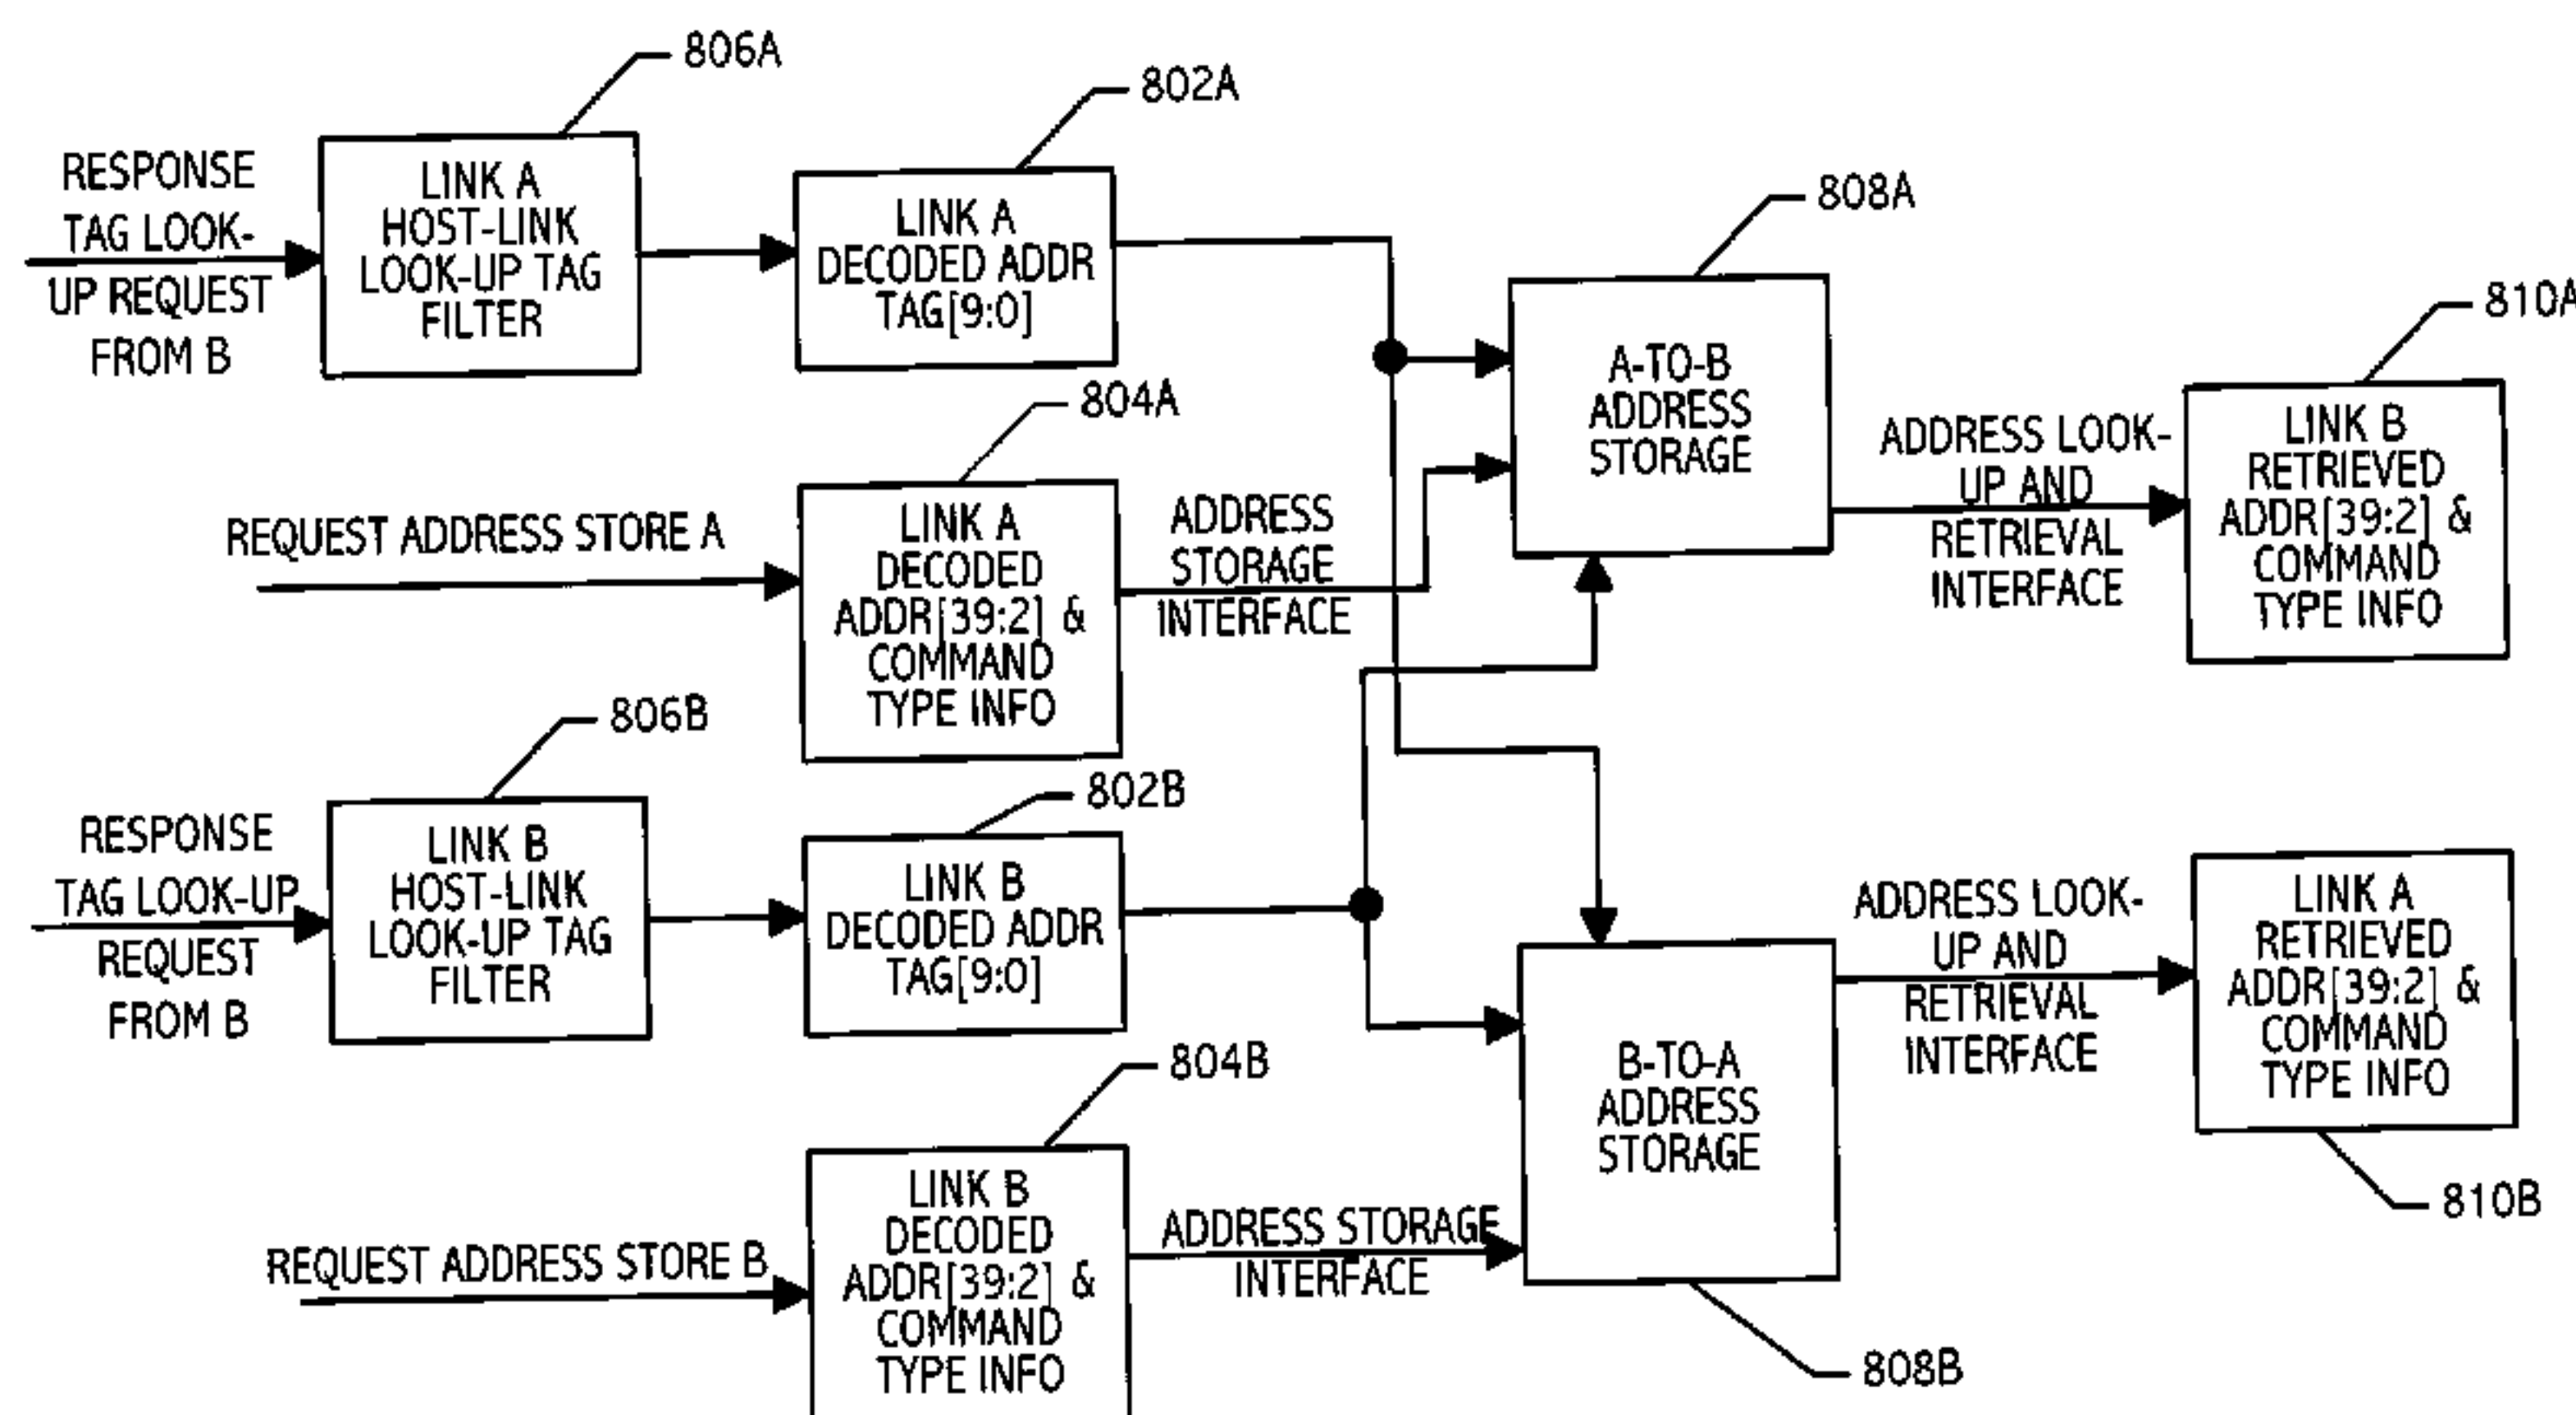 806A
802A
RESPONSE
TAG LOOK-
UP REQUEST
FROM B
LINK A
HOST-LINK
LOOK-UP TAG
FILTER
LINK A
DECODED ADDR
TAG[9:0]
808A
810A
A-TO-B
ADDRESS
STORAGE
804A
ADDRESS LOOK-
UP AND
RETRIEVAL
INTERFACE
LINK B
RETRIEVED
ADDR[39:2] &
COMMAND
TYPE INFO
REQUEST ADDRESS STORE A
LINK A
DECODED
ADDR[39:2] &
COMMAND
TYPE INFO
ADDRESS
STORAGE
INTERFACE
806B
802B
RESPONSE
TAG LOOK-UP
REQUEST
FROM B
LINK B
HOST-LINK
LOOK-UP TAG
FILTER
LINK B
DECODED ADDR
TAG[9:0]
ADDRESS LOOK-
UP AND
RETRIEVAL
INTERFACE
LINK A
RETRIEVED
ADDR[39:2] &
COMMAND
TYPE INFO
804B
B-TO-A
ADDRESS
STORAGE
810B
REQUEST ADDRESS STORE B
LINK B
DECODED
ADDR[39:2] &
COMMAND
TYPE INFO
ADDRESS STORAGE
INTERFACE
808B